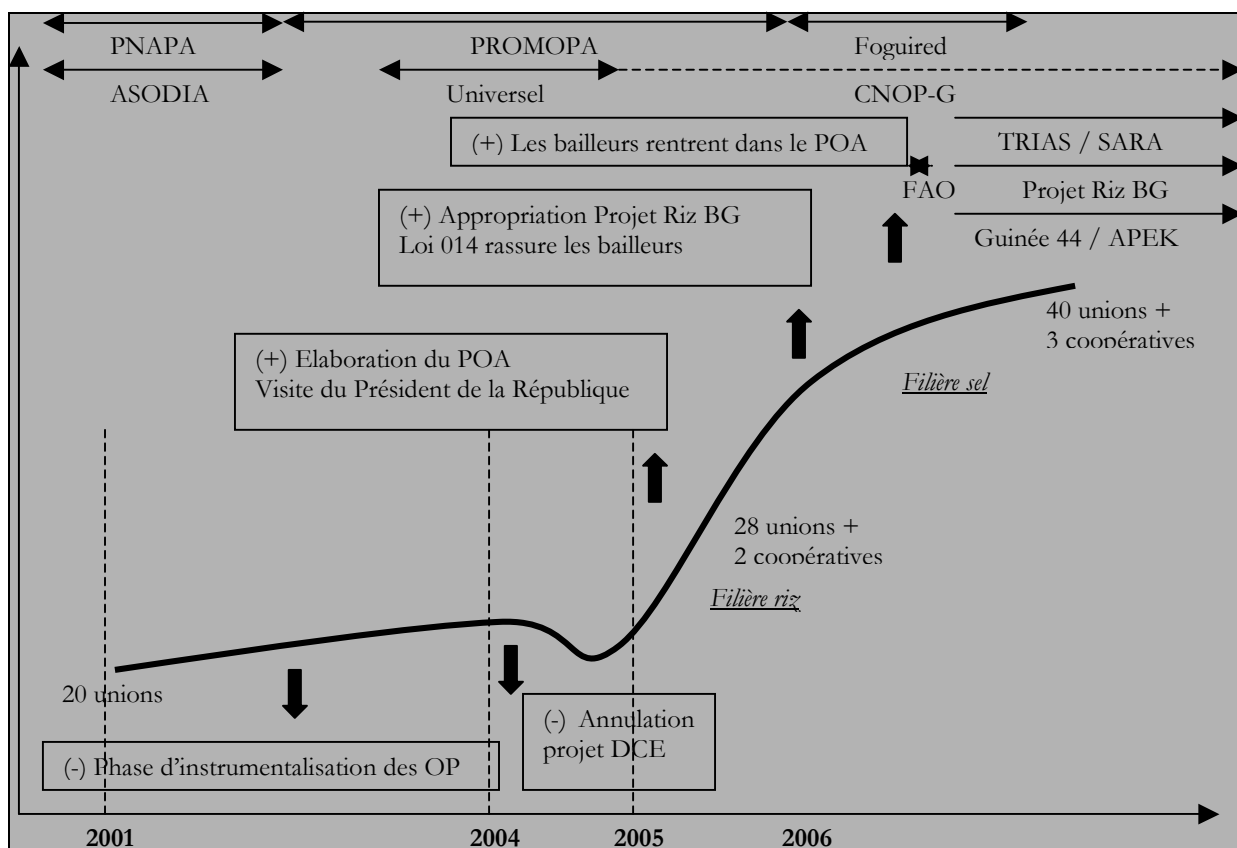 PNAPA PROMOPA Foguired
ASODIA Universel CNOP-G
(+) Les bailleurs rentrent dans le POA
TRIAS / SARA
FAO Projet Riz BG
(+) Appropriation Projet Riz BG
Loi 014 rassure les bailleurs
Guinée 44 / APEK
40 unions +
3 coopératives
(+) Elaboration du POA
Visite du Président de la République
Filière sel
28 unions +
2 coopératives
Filière riz
20 unions
(-) Annulation
projet DCE
(-) Phase d'instrumentalisation des OP
2001 2004 2005 2006